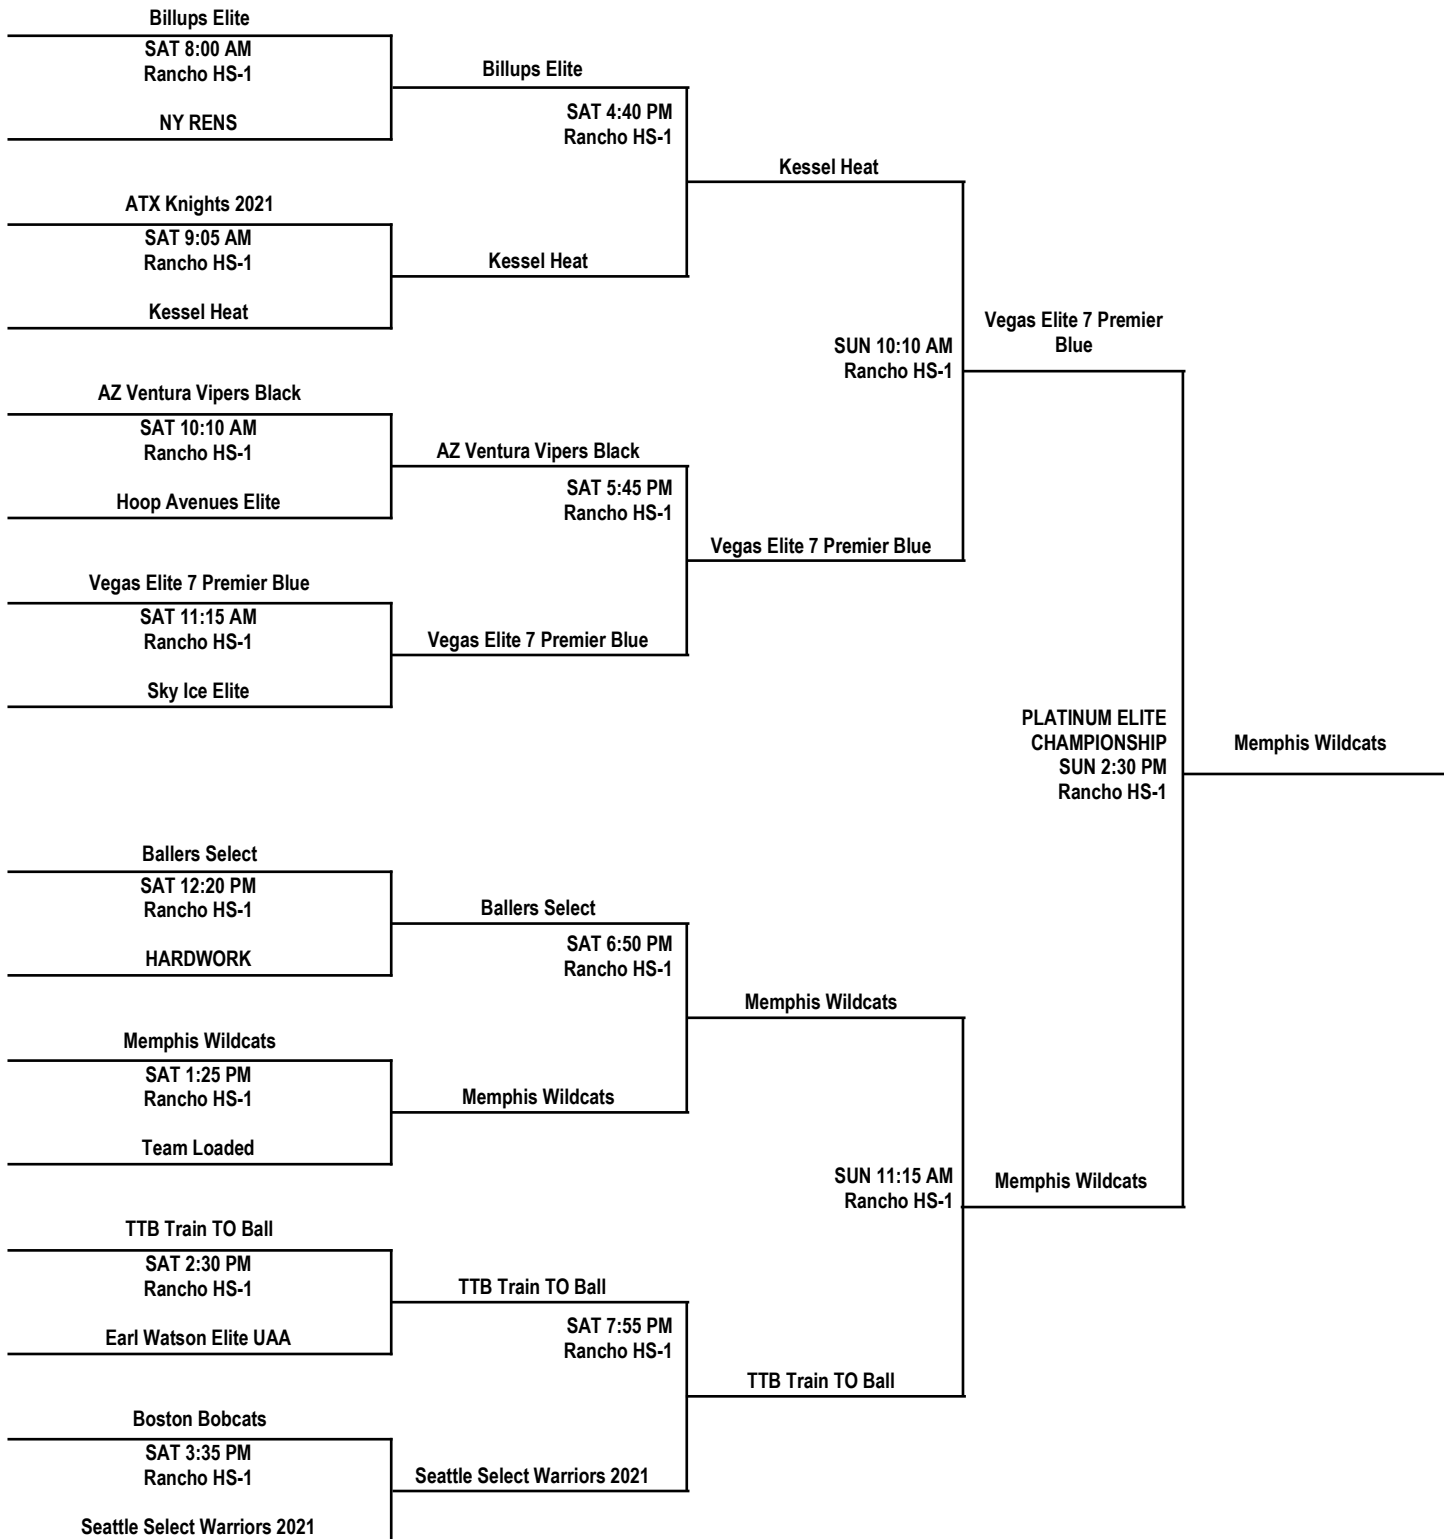 Billups Elite
SAT 8:00 AM
Rancho HS-1
NY RENS
ATX Knights 2021
SAT 9:05 AM
Rancho HS-1
Kessel Heat
AZ Ventura Vipers Black
SAT 10:10 AM
Rancho HS-1
Hoop Avenues Elite
Vegas Elite 7 Premier Blue
SAT 11:15 AM
Rancho HS-1
Sky Ice Elite
Ballers Select
SAT 12:20 PM
Rancho HS-1
HARDWORK
Memphis Wildcats
SAT 1:25 PM
Rancho HS-1
Team Loaded
TTB Train TO Ball
SAT 2:30 PM
Rancho HS-1
Earl Watson Elite UAA
Boston Bobcats
SAT 3:35 PM
Rancho HS-1
Seattle Select Warriors 2021
Billups Elite
SAT 4:40 PM
Rancho HS-1
Kessel Heat
AZ Ventura Vipers Black
SAT 5:45 PM
Rancho HS-1
Vegas Elite 7 Premier Blue
Ballers Select
SAT 6:50 PM
Rancho HS-1
Memphis Wildcats
TTB Train TO Ball
SAT 7:55 PM
Rancho HS-1
Seattle Select Warriors 2021
Kessel Heat
SUN 10:10 AM
Rancho HS-1
Vegas Elite 7 Premier Blue
Memphis Wildcats
SUN 11:15 AM
Rancho HS-1
TTB Train TO Ball
Vegas Elite 7 Premier
Blue
PLATINUM ELITE
CHAMPIONSHIP
SUN 2:30 PM
Rancho HS-1
Memphis Wildcats
Memphis Wildcats